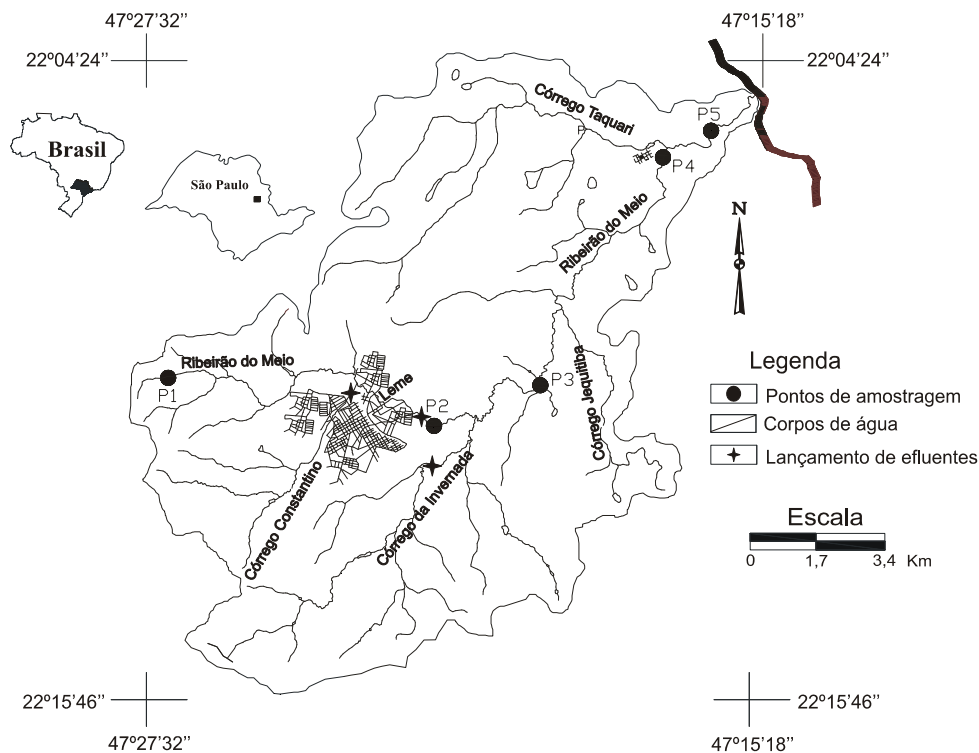 47º27’32’’
47º15’18’’
22º04’24’’
22º04’24’’
Córrego Taquari
P5
P
P4
Brasil
São Paulo
N
Ribeirão do Meio
Ribeirão do Meio
P1
Leme
P2
P3
Córrego Jequitiba
Córrego Constantino
Córrego da Invernada
Legenda
Pontos de amostragem
Corpos de água
Lançamento de efluentes
Escala
0 1,7 3,4 Km
22º15’46’’
22º15’46’’
47º27’32’’
47º15’18’’